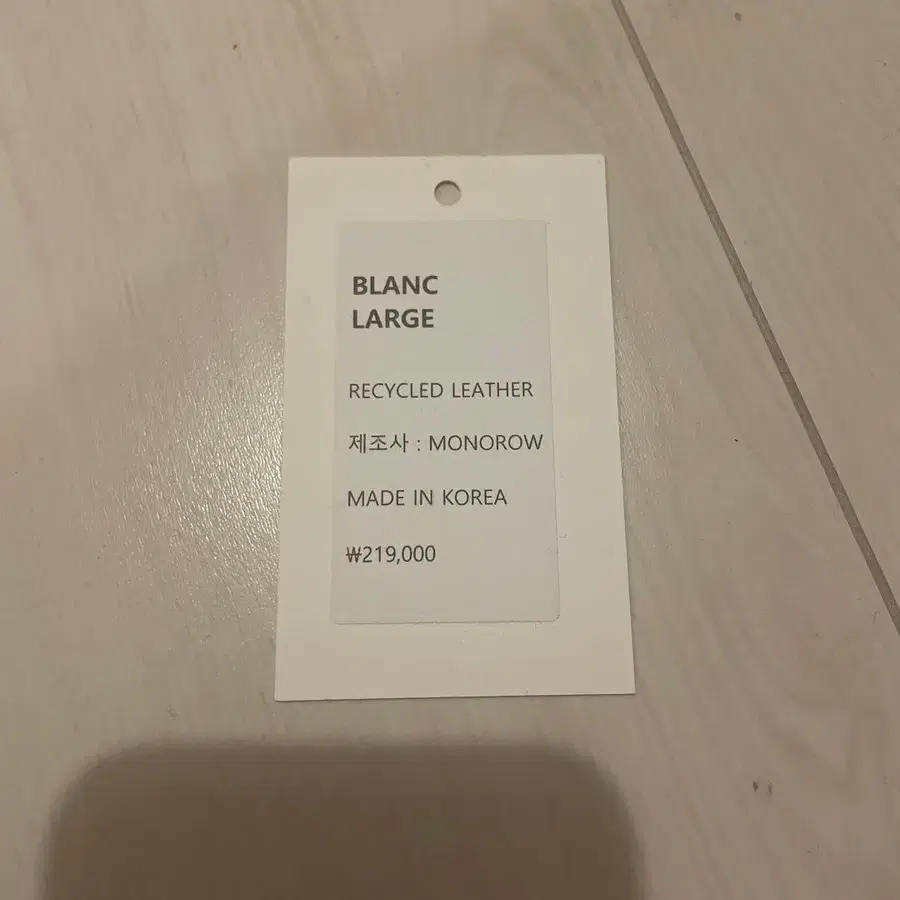 BLANC
LARGE
RECYCLED LEATHER
제조사 : MONOROW
MADE IN KOREA
₩219,000